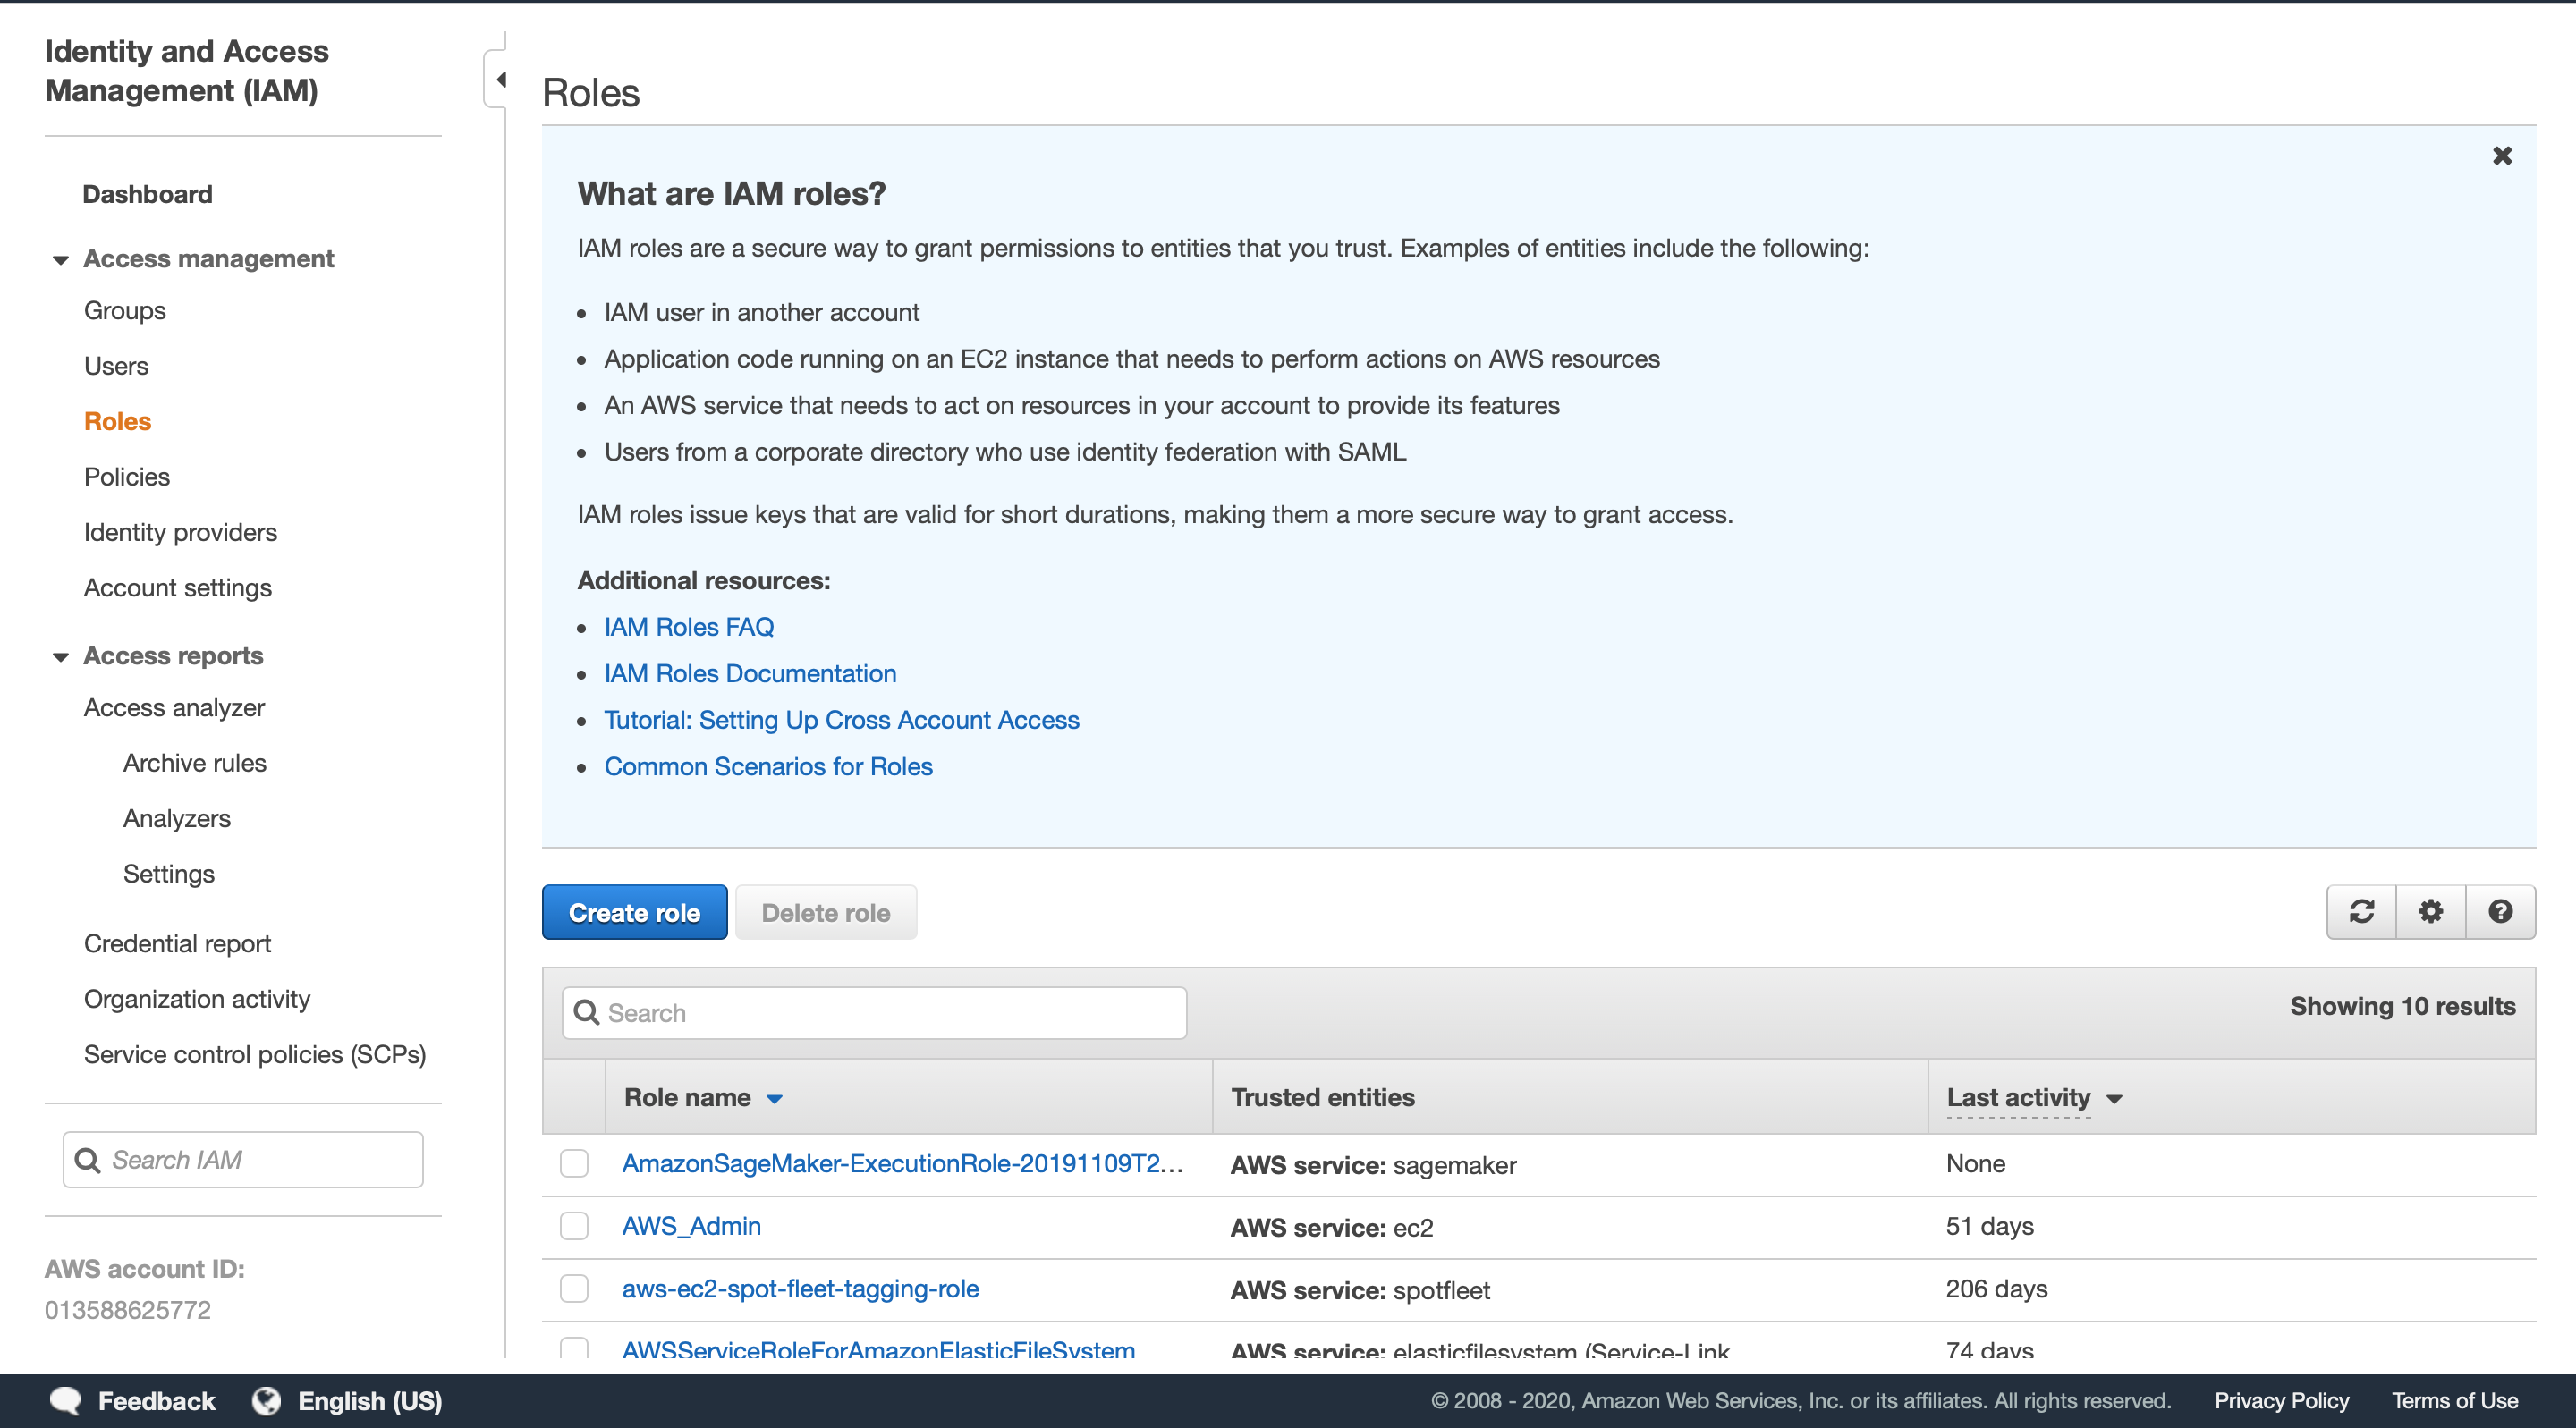 Identity and Access
Management (IAM)
Dashboard
Access management
Groups
Users
Roles
Policies
Identity providers
Account settings
Access reports
Access analyzer
Archive rules
Analyzers
Settings
Credential report
Organization activity
Service control policies (SCPs)
Search IAM
AWS account ID:
013588625772
Roles
What are IAM roles?
IAM roles are a secure way to grant permissions to entities that you trust. Examples of entities include the following:
IAM user in another account
Application code running on an EC2 instance that needs to perform actions on AWS resources
An AWS service that needs to act on resources in your account to provide its features
Users from a corporate directory who use identity federation with SAML
IAM roles issue keys that are valid for short durations, making them a more secure way to grant access.
Additional resources:
IAM Roles FAQ
IAM Roles Documentation
Tutorial: Setting Up Cross Account Access
Common Scenarios for Roles
Create role Delete role
Search Showing 10 results
Role name Trusted entities Last activity
AmazonSageMaker-ExecutionRole-20191109T2... AWS service: sagemaker None
AWS_Admin AWS service: ec2 51 days
aws-ec2-spot-fleet-tagging-role AWS service: spotfleet 206 days
AWSServiceRoleForAmazonElasticFileSystem AWS service: elasticfilesystem (Service-Link 74 days
Feedback English (US) © 2008 - 2020, Amazon Web Services, Inc. or its affiliates. All rights reserved. Privacy Policy Terms of Use